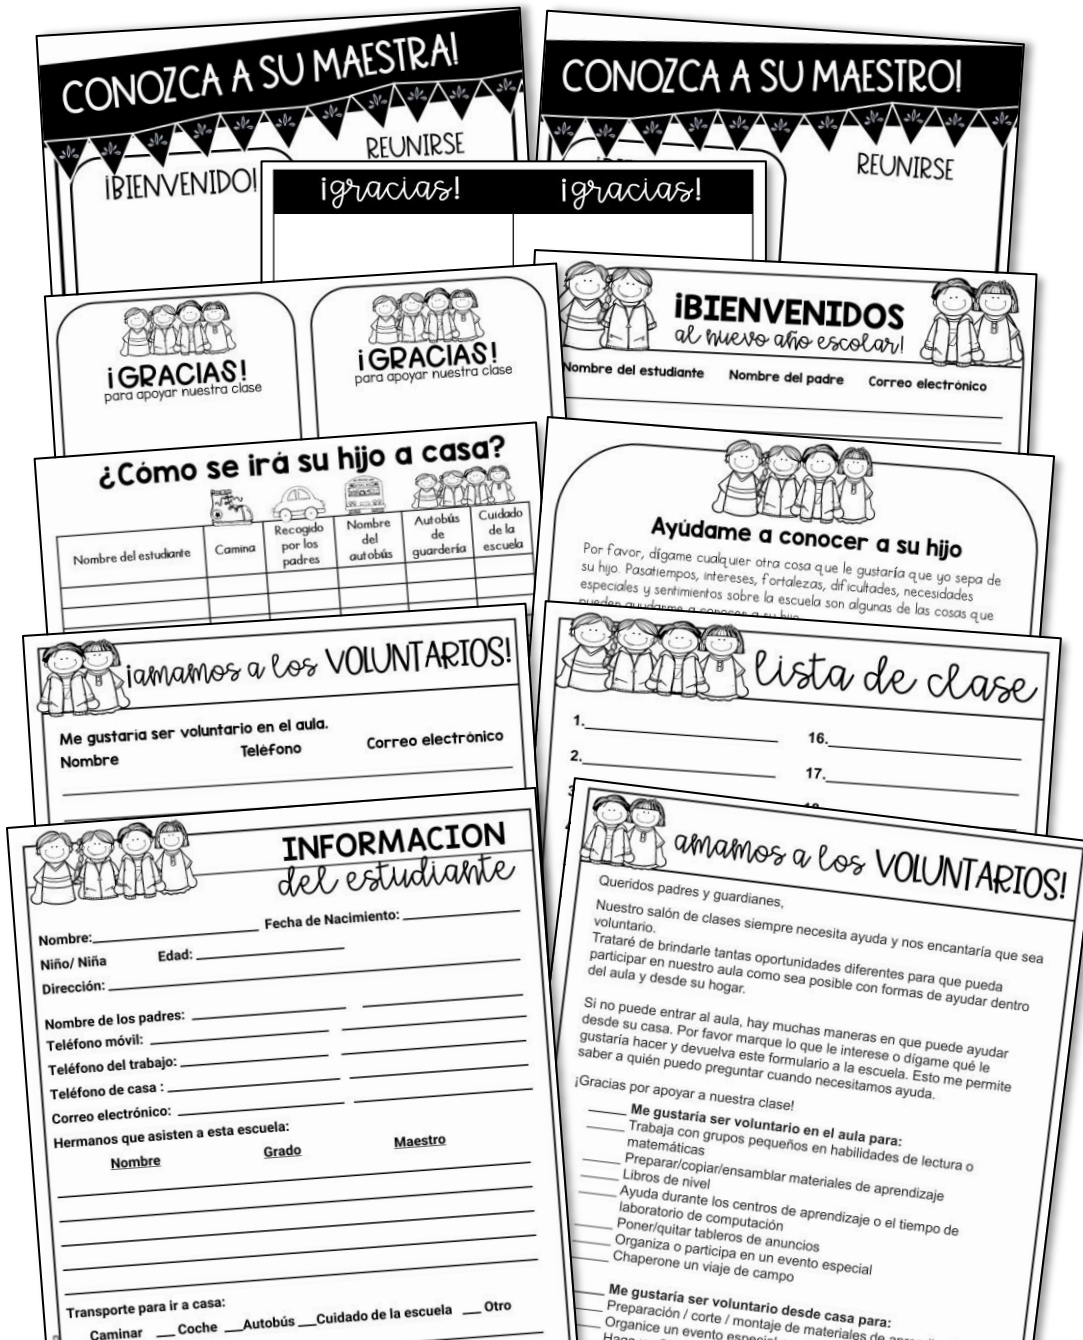 CONOZCA A SU MAESTRA!
REUNIRSE
¡BIENVENIDO!
CONOZCA A SU MAESTRO!
REUNIRSE
¡gracias!
¡gracias!
¡GRACIAS!
para apoyar nuestra clase
¡GRACIAS!
para apoyar nuestra clase
¡BIENVENIDOS
al nuevo año escolar!
Nombre del estudiante Nombre del padre Correo electrónico
¿Cómo se irá su hijo a casa?
Nombre del estudiante
Camina
Recogido
por los
padres
Nombre
del
autobús
Autobús
de
guardería
Cuidado
de la
escuela
Ayúdame a conocer a su hijo
Por favor, dígame cualquier otra cosa que le gustaría que yo sepa de
su hijo. Pasatiempos, intereses, fortalezas, dificultades, necesidades
especiales y sentimientos sobre la escuela son algunas de las cosas que
pueden ayudarme a conocer a su hijo
¡amamos a los VOLUNTARIOS!
Me gustaría ser voluntario en el aula.
Nombre Teléfono Correo electrónico
lista de clase
1. 16.
2. 17.
INFORMACION
del estudiante
Nombre: Fecha de Nacimiento:
Niño/ Niña Edad:
Dirección:
Nombre de los padres:
Teléfono móvil:
Teléfono del trabajo:
Teléfono de casa :
Correo electrónico:
Hermanos que asisten a esta escuela:
Nombre Grado Maestro
Transporte para ir a casa:
Caminar Coche Autobús Cuidado de la escuela Otro
amamos a los VOLUNTARIOS!
Queridos padres y guardianes,
Nuestro salón de clases siempre necesita ayuda y nos encantaría que sea
voluntario.
Trataré de brindarle tantas oportunidades diferentes para que pueda
participar en nuestro aula como sea posible con formas de ayudar dentro
del aula y desde su hogar.
Si no puede entrar al aula, hay muchas maneras en que puede ayudar
desde su casa. Por favor marque lo que le interese o dígame qué le
gustaría hacer y devuelva este formulario a la escuela. Esto me permite
saber a quién puedo preguntar cuando necesitamos ayuda.
¡Gracias por apoyar a nuestra clase!
Me gustaría ser voluntario en el aula para:
Trabaja con grupos pequeños en habilidades de lectura o
matemáticas
Preparar/copiar/ensamblar materiales de aprendizaje
Libros de nivel
Ayuda durante los centros de aprendizaje o el tiempo de
laboratorio de computación
Poner/quitar tableros de anuncios
Organiza o participa en un evento especial
Chaperone un viaje de campo
Me gustaría ser voluntario desde casa para:
Preparación / corte / montaje de materiales de
Organice un evento especial